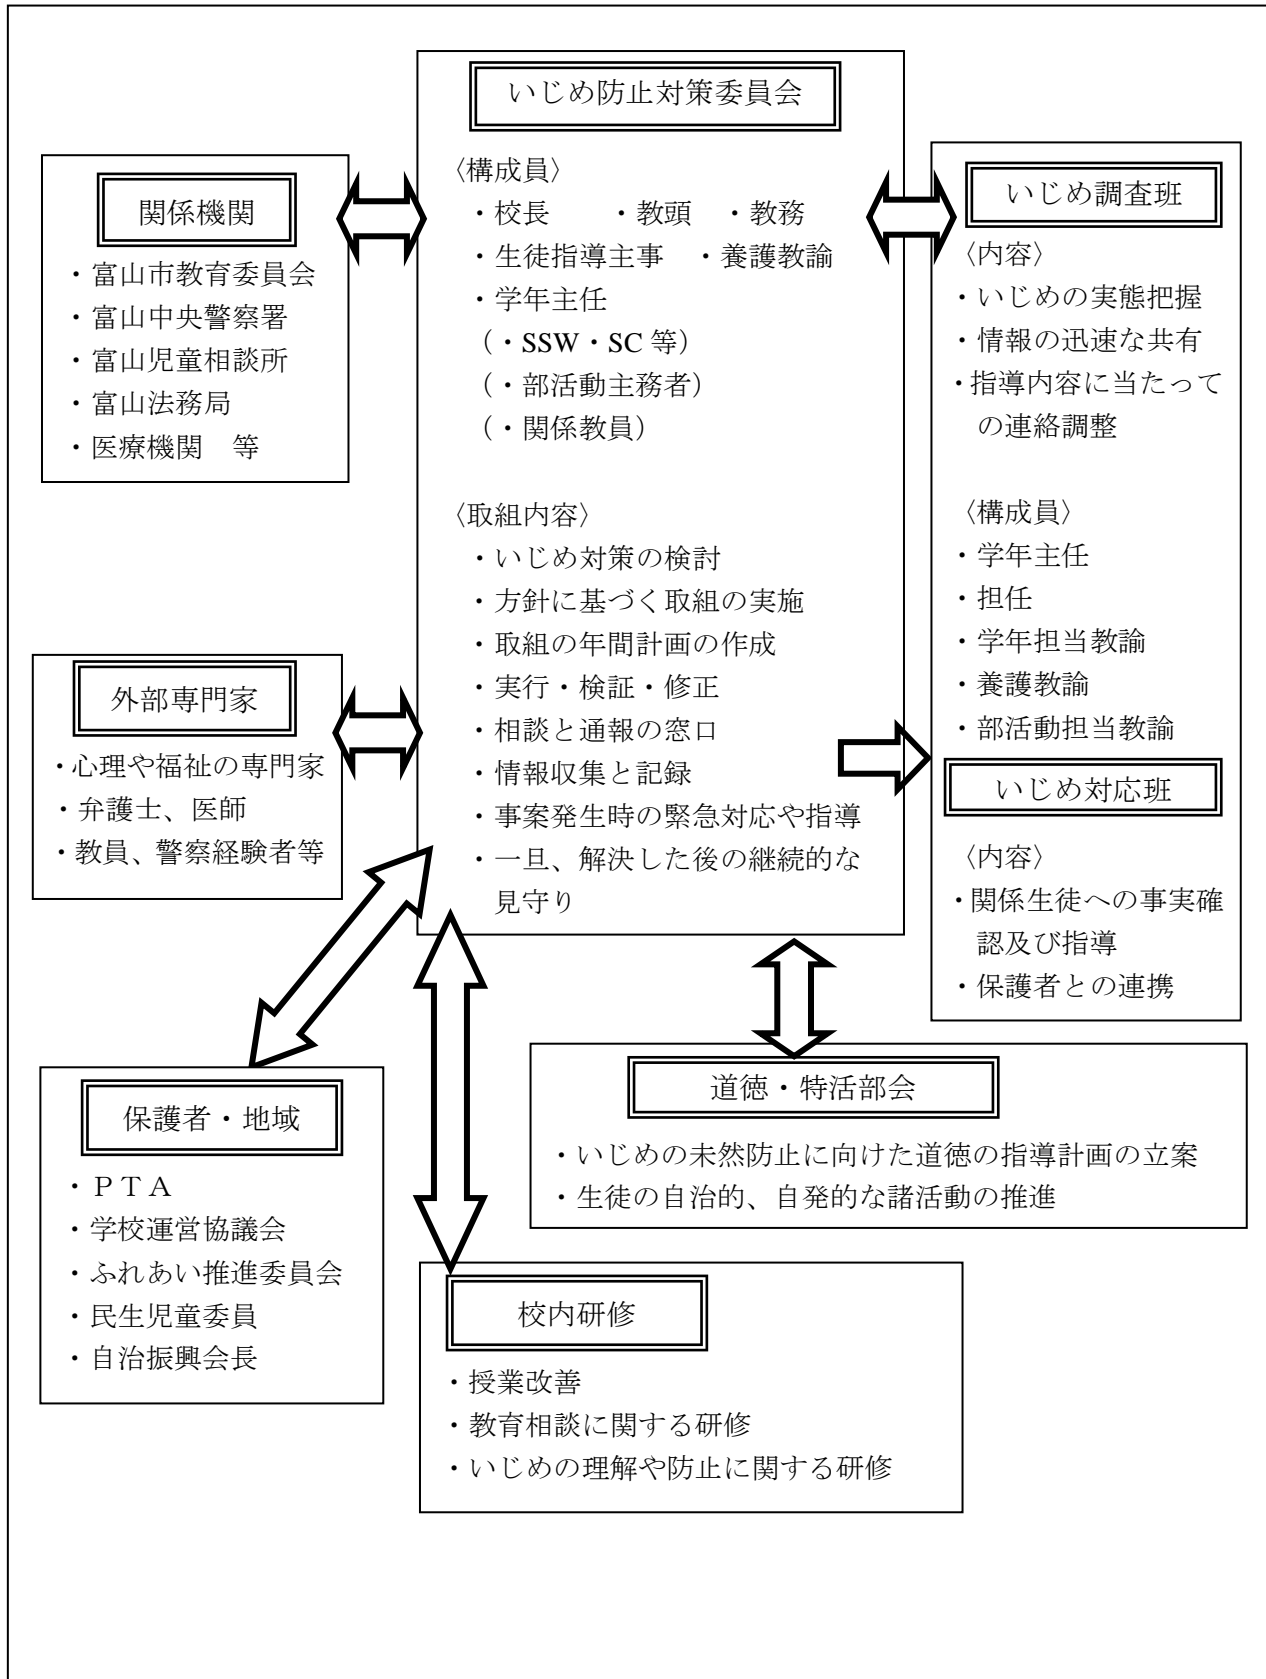 いじめ防止対策委員会
〈構成員〉
・校長　　・教頭　・教務
・生徒指導主事　・養護教諭
・学年主任
（・SSW・SC 等）
（・部活動主務者）
（・関係教員）
〈取組内容〉
・いじめ対策の検討
・方針に基づく取組の実施
・取組の年間計画の作成
・実行・検証・修正
・相談と通報の窓口
・情報収集と記録
・事案発生時の緊急対応や指導
・一旦、解決した後の継続的な
見守り
関係機関
・富山市教育委員会
・富山中央警察署
・富山児童相談所
・富山法務局
・医療機関　等
外部専門家
・心理や福祉の専門家
・弁護士、医師
・教員、警察経験者等
いじめ調査班
〈内容〉
・いじめの実態把握
・情報の迅速な共有
・指導内容に当たって
の連絡調整
〈構成員〉
・学年主任
・担任
・学年担当教諭
・養護教諭
・部活動担当教諭
いじめ対応班
〈内容〉
・関係生徒への事実確
認及び指導
・保護者との連携
保護者・地域
・ＰＴＡ
・学校運営協議会
・ふれあい推進委員会
・民生児童委員
・自治振興会長
道徳・特活部会
・いじめの未然防止に向けた道徳の指導計画の立案
・生徒の自治的、自発的な諸活動の推進
校内研修
・授業改善
・教育相談に関する研修
・いじめの理解や防止に関する研修